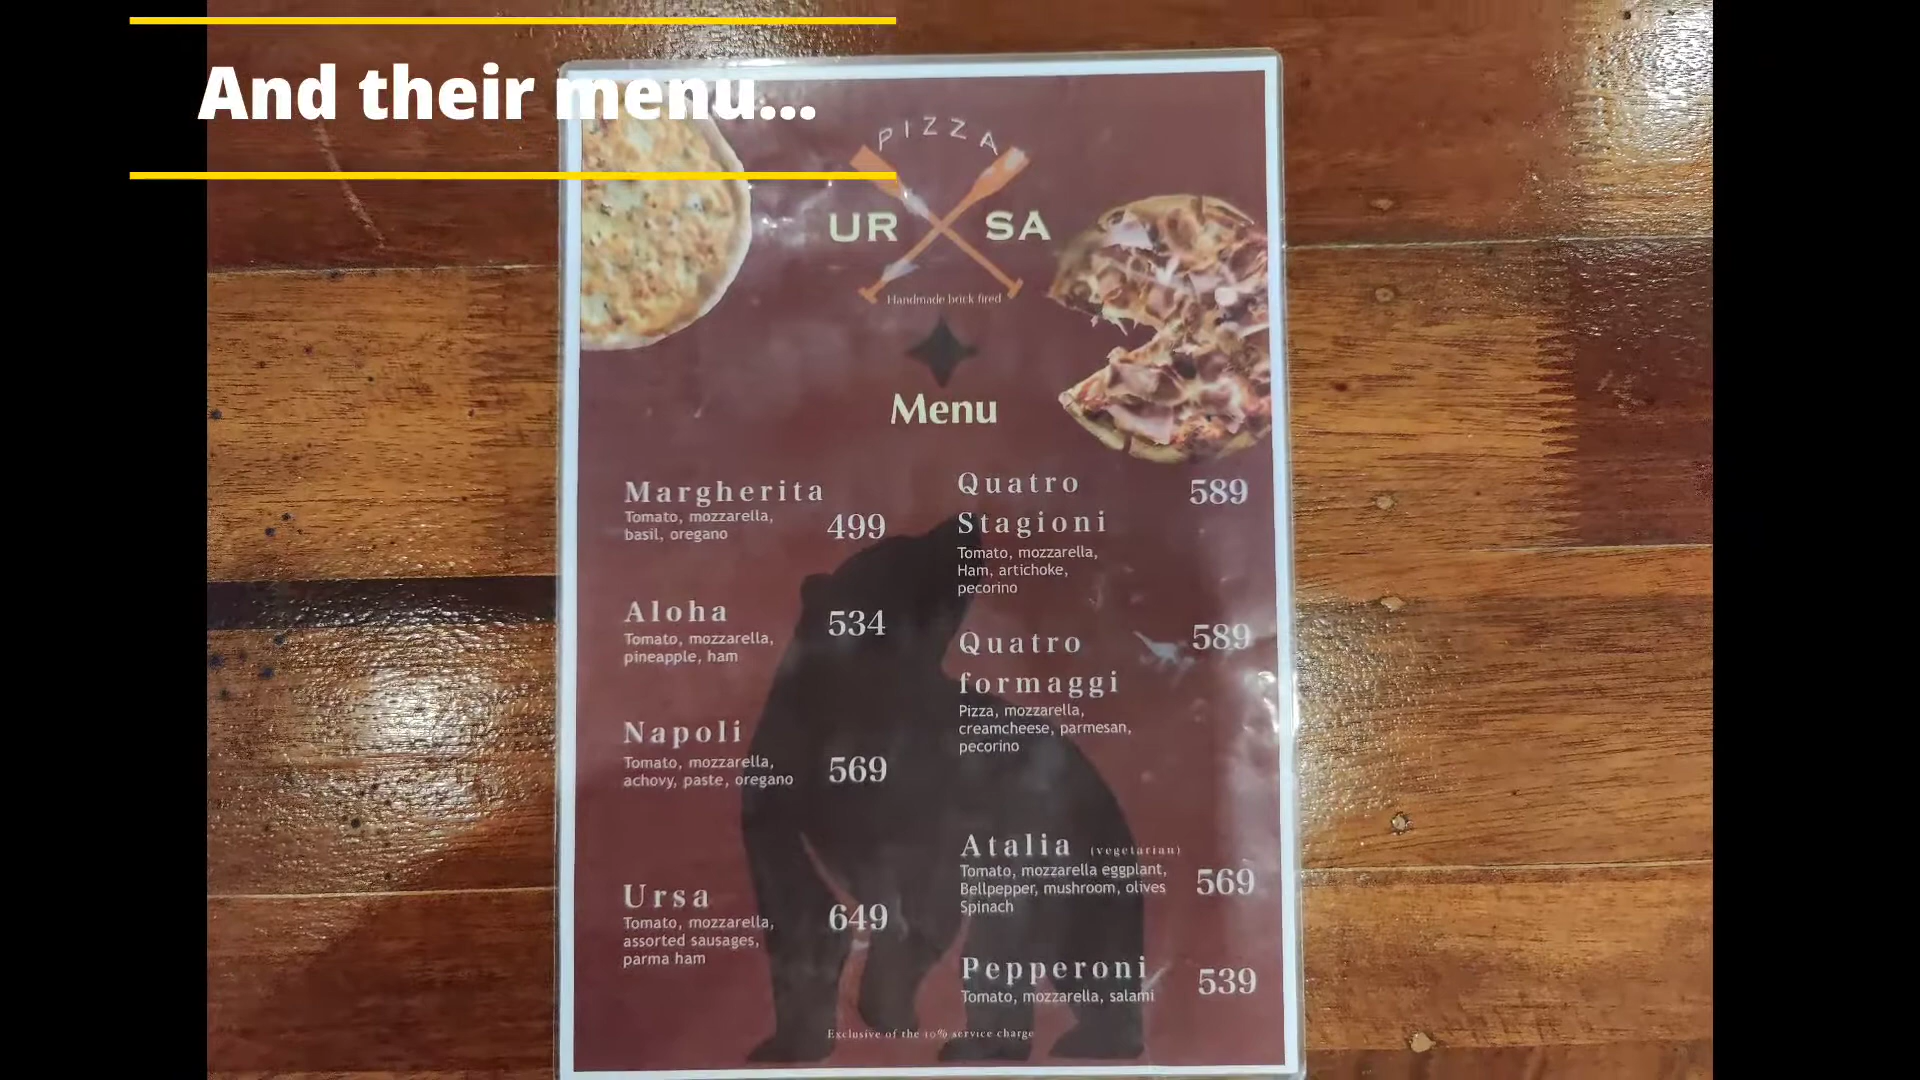 And their menu...
PIZZA
UR SA
Handmade brick fired
Menu
Margherita
Tomato, mozzarella,
basil, oregano
499
Aloha
534
Tomato, mozzarella,
pineapple, ham
Napoli
Tomato, mozzarella,
achovy, paste, oregano
569
Ursa
649
Tomato, mozzarella,
assorted sausages,
parma ham
Quatro
589
Stagioni
Tomato, mozzarella,
Ham, artichoke,
pecorino
Quatro
589
formaggi
Pizza, mozzarella,
creamcheese, parmesan,
pecorino
Atalia (vegetarian)
Tomato, mozzarella eggplant,
569
Bellpepper, mushroom, olives
Spinach
Pepperoni
539
Tomato, mozzarella, salami
Exclusive of the 10% service charge